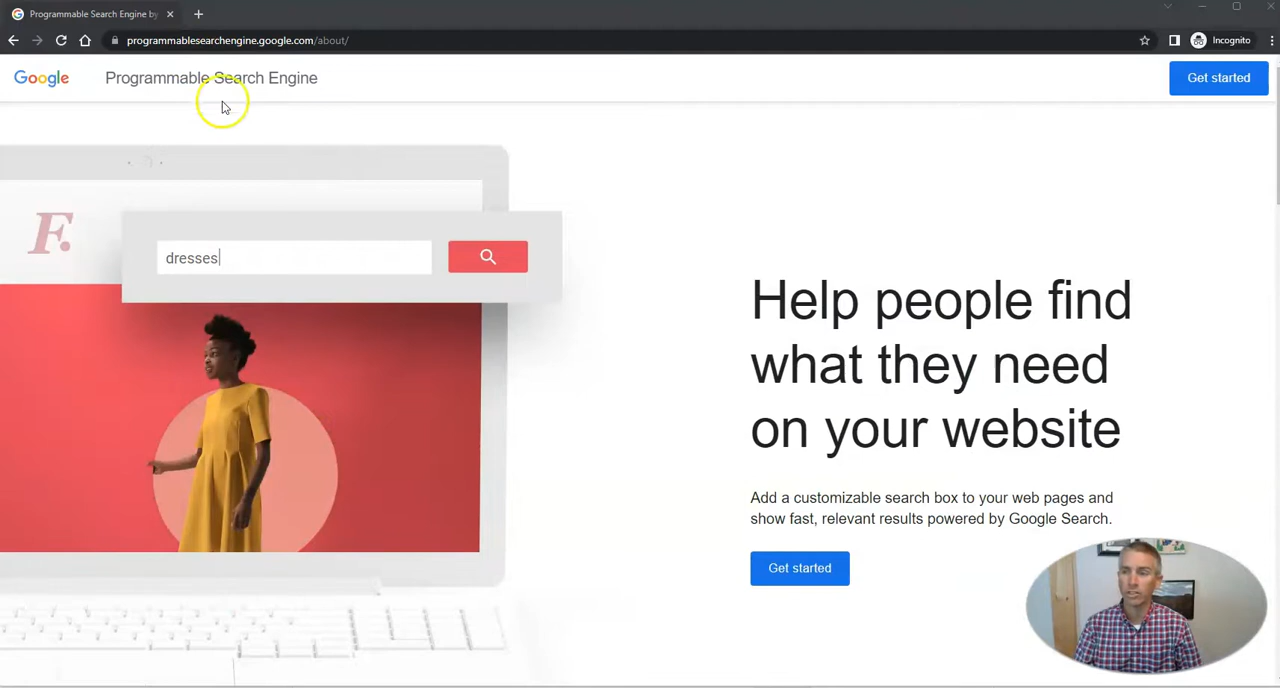 Programmable Search Engine by
programmablesearchengine.google.com/about/
Incognito
Google Programmable Search Engine
Get started
F.
dresses
Help people find
what they need
on your website
Add a customizable search box to your web pages and
show fast, relevant results powered by Google Search.
Get started